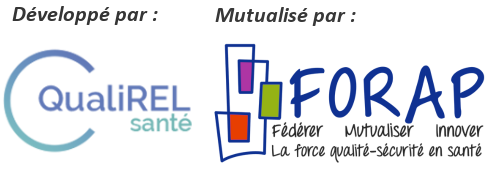 Développé par :
Mutualisé par :
QualiREL
santé
FORAP
Fédérer Mutualiser Innover
La force qualité-sécurité en santé